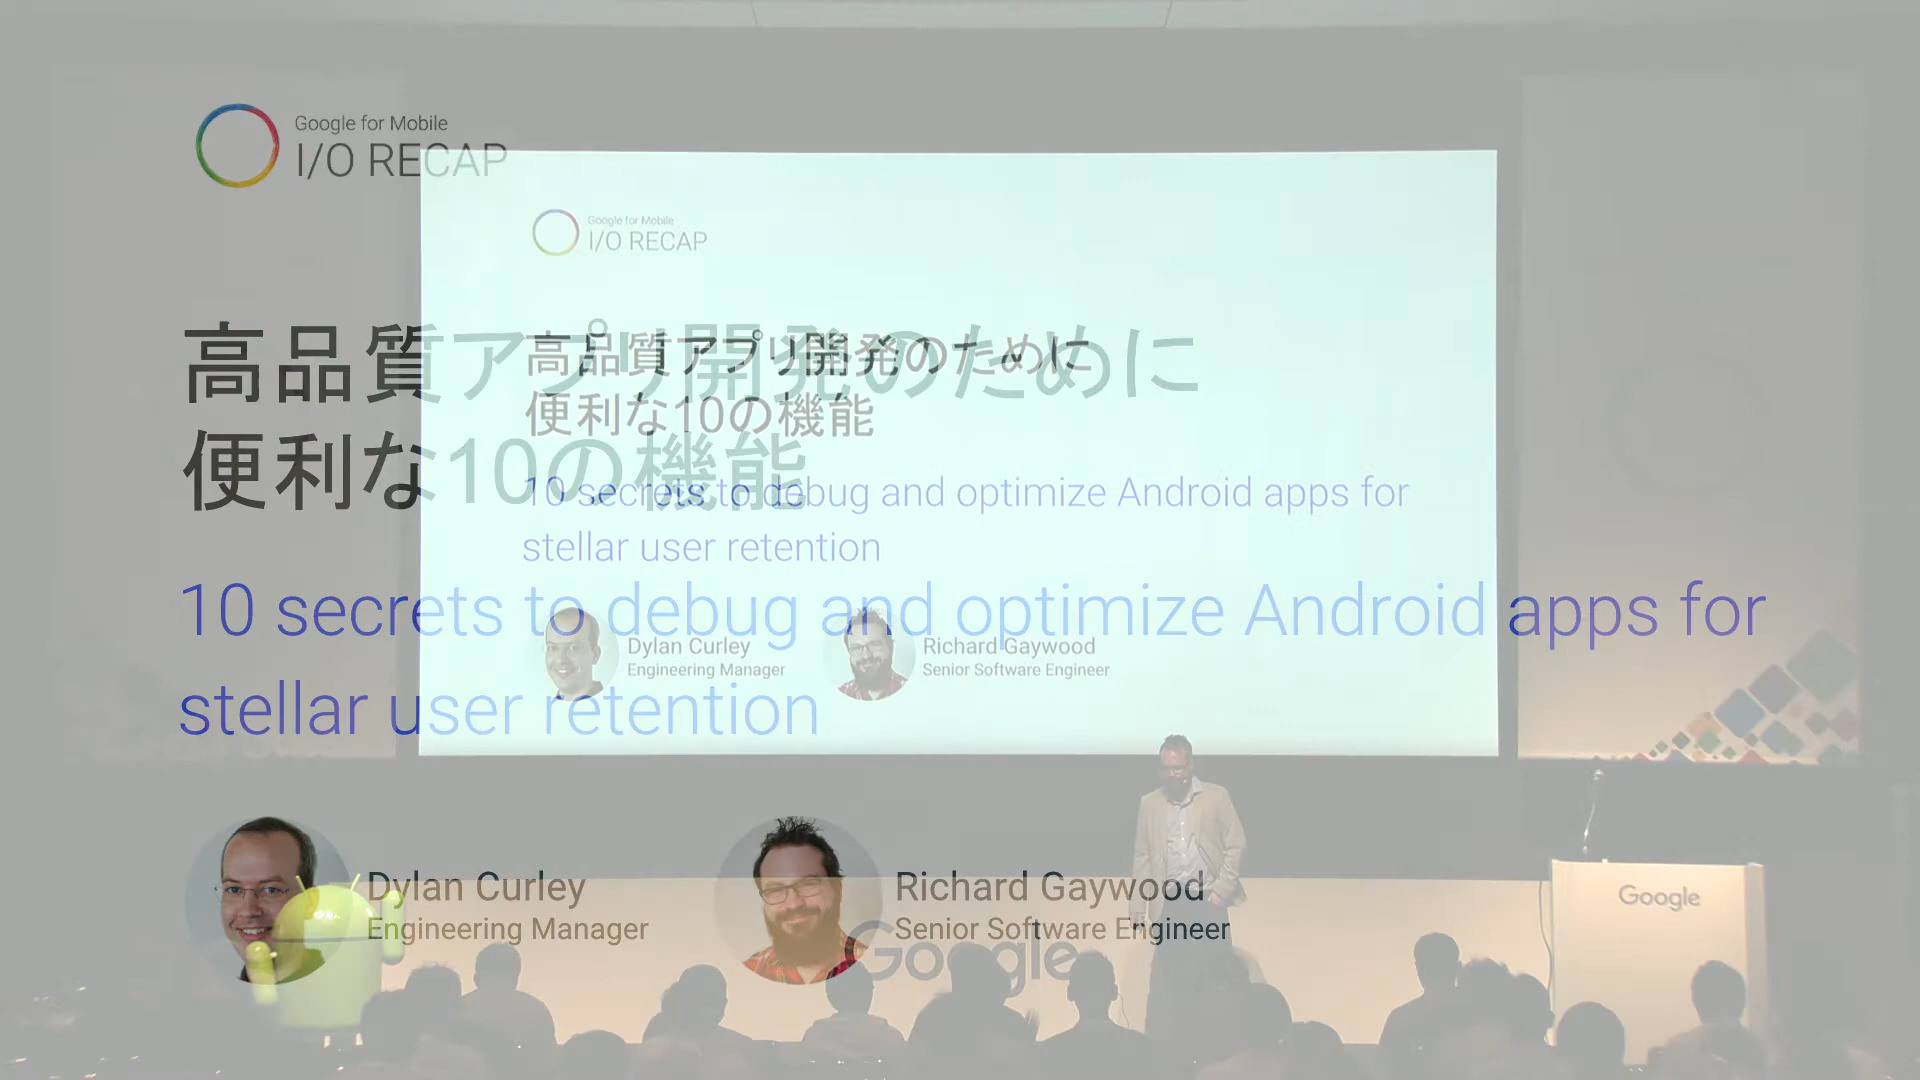 Google for Mobile
I/O RECAP
高品質アプリ開発のために
便利な10の機能
10 secrets to debug and optimize Android apps for
stellar user retention
Dylan Curley
Engineering Manager
Richard Gaywood
Senior Software Engineer
Google for Mobile
I/O RECAP
高品質アプリ開発のために
便利な10の機能
10 secrets to debug and optimize Android apps for
stellar user retention
Dylan Curley
Engineering Manager
Richard Gaywood
Senior Software Engineer
Google
Google